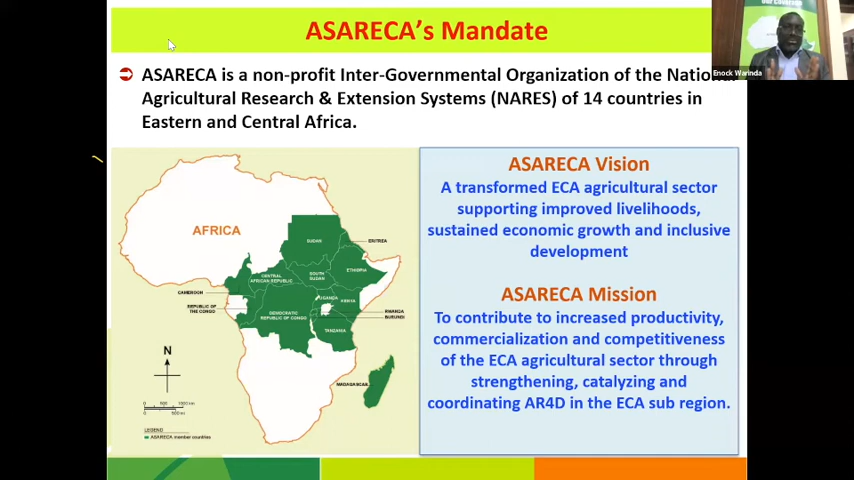 ASARECA's Mandate
our Coverage
Enock Warinda
ASARECA is a non-profit Inter-Governmental Organization of the National
Agricultural Research & Extension Systems (NARES) of 14 countries in
Eastern and Central Africa.
AFRICA
SUDAN
ERITREA
ETHIOPIA
SOUTH
SUDAN
CENTRAL
AFRICAN REPUBLIC
CAMEROON
REPUBLIC OF
THE CONGO
DEMOCRATIC
REPUBLIC OF CONGO
UGANDA
KENYA
RWANDA
BURUNDI
TANZANIA
MADAGASCAR
N
LEGEND
ASARECA member countries
ASARECA Vision
A transformed ECA agricultural sector
supporting improved livelihoods,
sustained economic growth and inclusive
development
ASARECA Mission
To contribute to increased productivity,
commercialization and competitiveness
of the ECA agricultural sector through
strengthening, catalyzing and
coordinating AR4D in the ECA sub region.